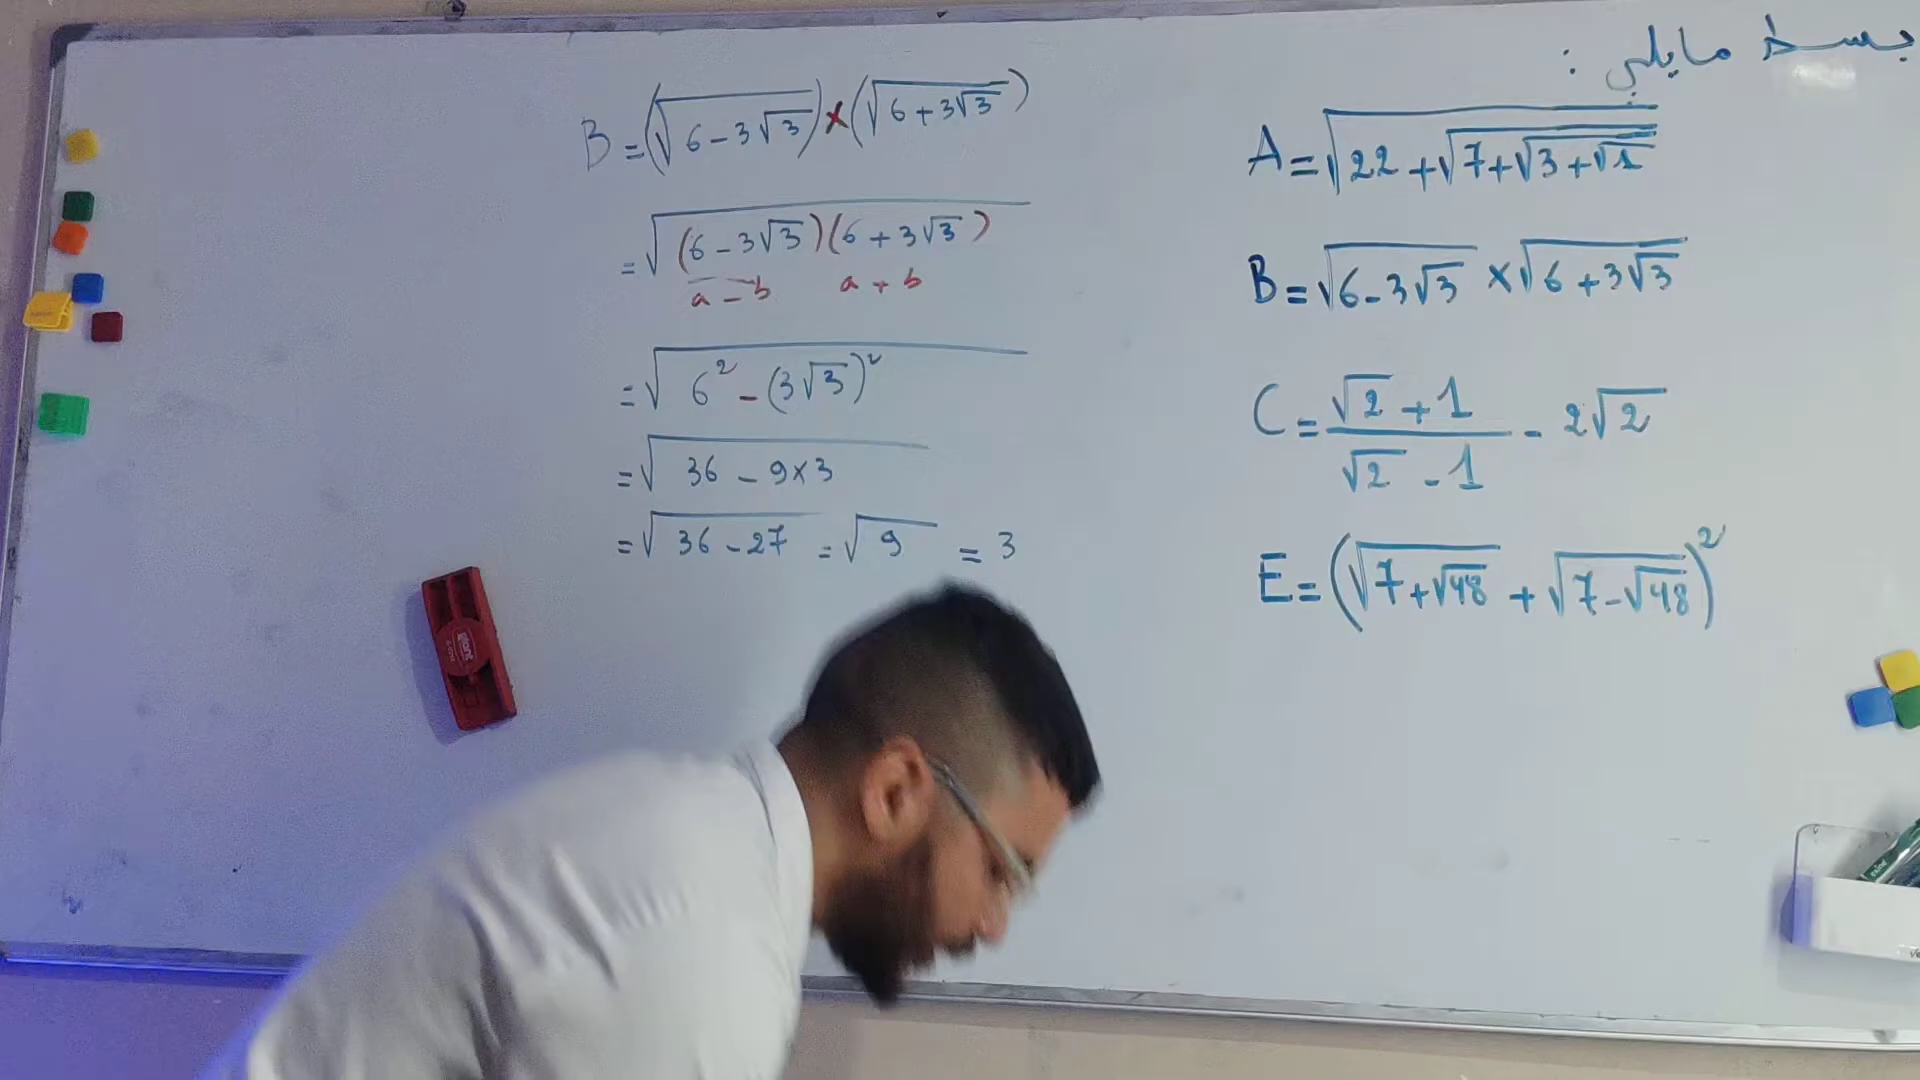 بسط مايلي :
A = √(22 + √(7 + √(3 + √1)))
B = √(6 - 3√3) × √(6 + 3√3)
C = (√2 + 1)/(√2 - 1) - 2√2
E = (√(7 + √48) + √(7 - √48))²
B = (√(6 - 3√3)) × (√(6 + 3√3))
= √((6 - 3√3)(6 + 3√3))
a - b a + b
= √(6² - (3√3)²)
= √(36 - 9×3)
= √(36 - 27) = √9 = 3
giant